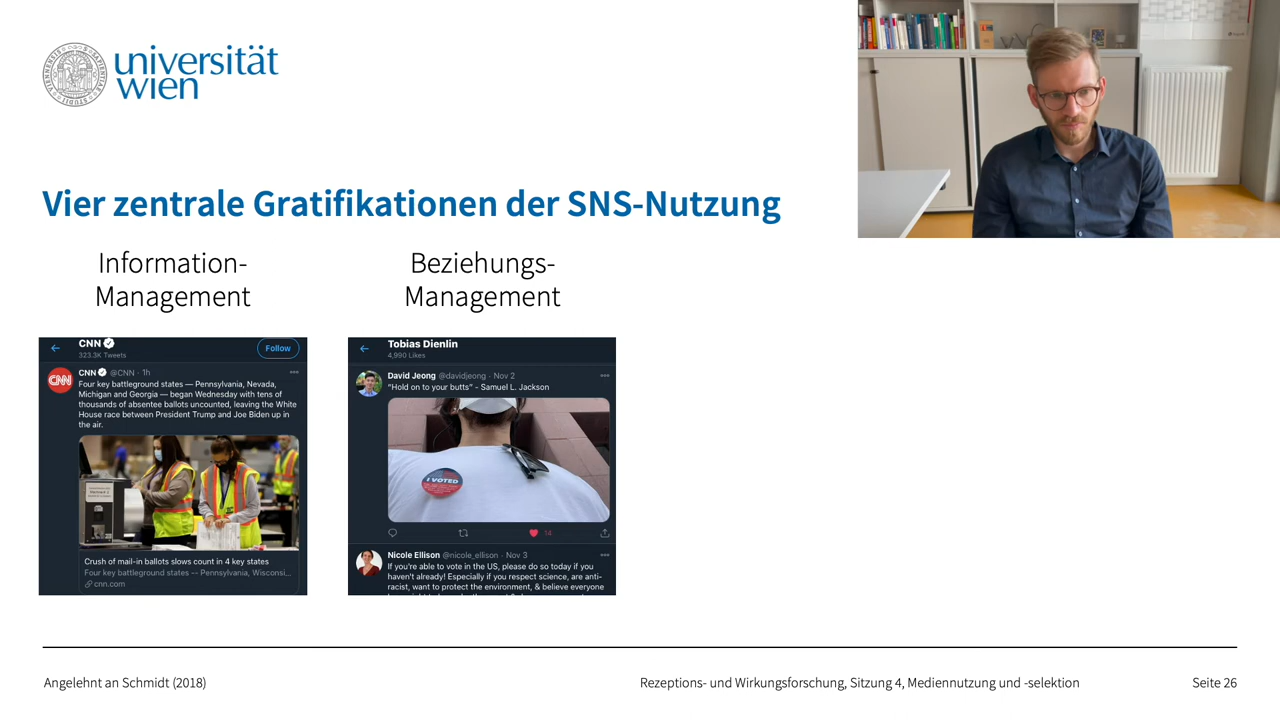 universität
wien
Vier zentrale Gratifikationen der SNS-Nutzung
Information-
Management
CNN
323.3K Tweets
Follow
CNN
CNN @CNN · 1h
Four key battleground states — Pennsylvania, Nevada,
Michigan and Georgia — began Wednesday with tens of
thousands of absentee ballots uncounted, leaving the White
House race between President Trump and Joe Biden up in
the air.
Crush of mail-in ballots slows count in 4 key states
Four key battleground states — Pennsylvania, Wisconsi...
cnn.com
Beziehungs-
Management
Tobias Dienlin
4,990 Likes
David Jeong @davidjeong · Nov 2
"Hold on to your butts" - Samuel L. Jackson
I VOTED
14
Nicole Ellison @nicole_ellison · Nov 3
If you're able to vote in the US, please do so today if you
haven't already! Especially if you respect science, are anti-
racist, want to protect the environment, & believe everyone
Angelehnt an Schmidt (2018)
Rezeptions- und Wirkungsforschung, Sitzung 4, Mediennutzung und -selektion
Seite 26